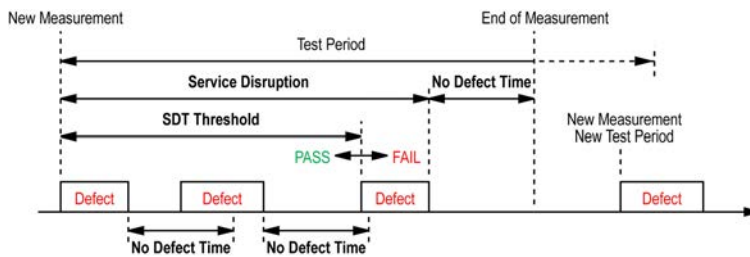 New Measurement
End of Measurement
Test Period
Service Disruption
No Defect Time
SDT Threshold
New Measurement
New Test Period
PASS
FAIL
Defect
Defect
Defect
Defect
No Defect Time
No Defect Time